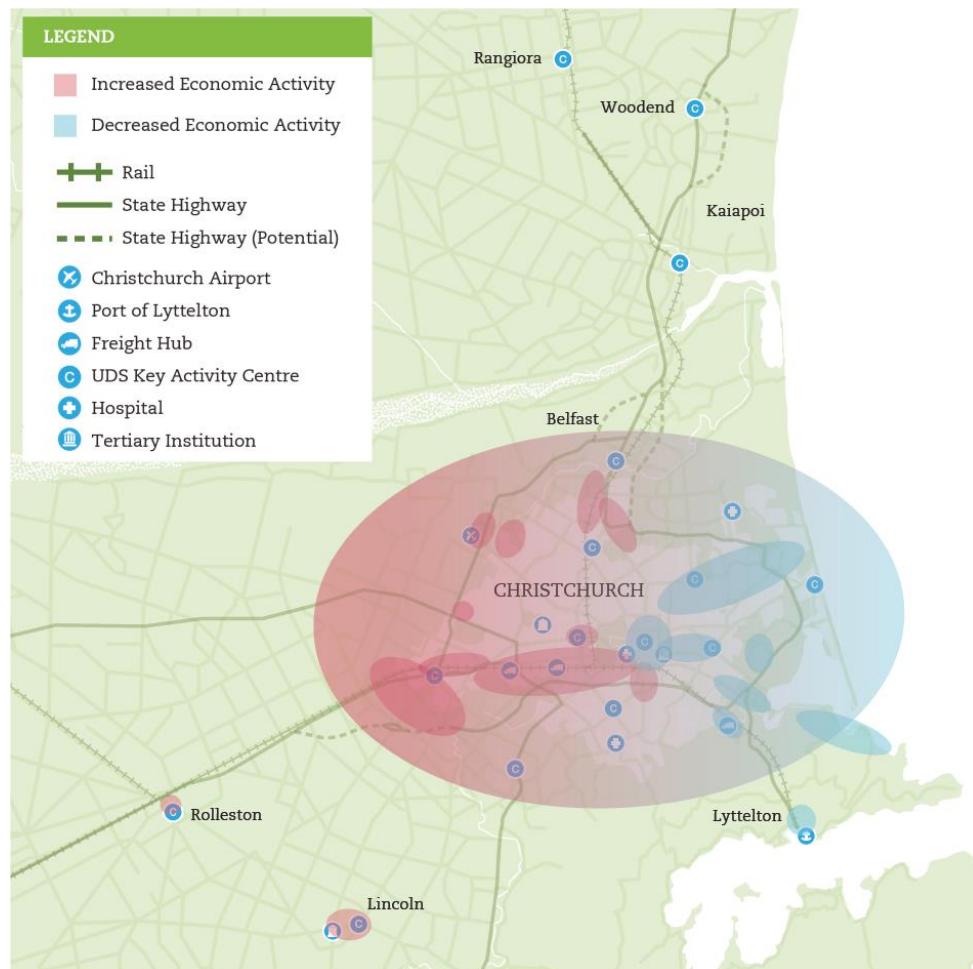 LEGEND
Increased Economic Activity
Decreased Economic Activity
Rail
State Highway
State Highway (Potential)
Christchurch Airport
Port of Lyttelton
Freight Hub
C UDS Key Activity Centre
Hospital
Tertiary Institution
Rangiora
C
Woodend
C
Kaiapoi
C
Belfast
C
C
CHRISTCHURCH
C
C
C
C
C
C
C
C
Rolleston
C
Lyttelton
Lincoln
C